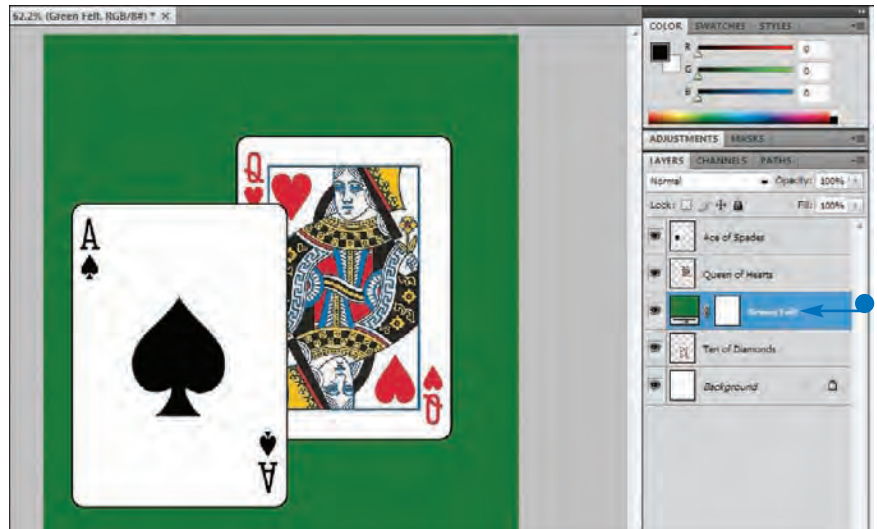 62.2% (Green Felt, RGB/8#) * ×
A
Q
Q
A
COLOR SWATCHES STYLES
R 0
G 0
B 0
ADJUSTMENTS MASKS
LAYERS CHANNELS PATHS
Normal Opacity: 100%
Lock: Fill: 100%
Ace of Spades
Queen of Hearts
Green Felt
Ten of Diamonds
Background